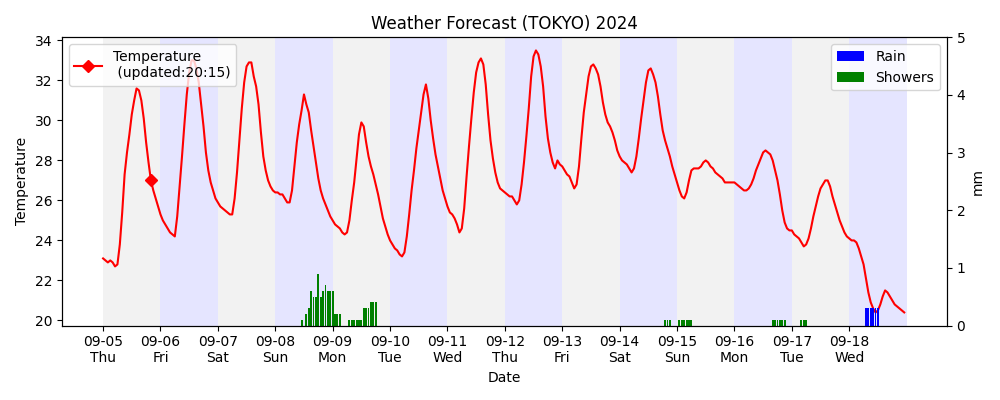 Weather Forecast (TOKYO) 2024
Temperature
(updated:20:15)
Rain
Showers
34
32
30
28
26
24
22
20
Temperature
5
4
3
2
1
0
mm
09-05 09-06 09-07 09-08 09-09 09-10 09-11 09-12 09-13 09-14 09-15 09-16 09-17 09-18
Thu Fri Sat Sun Mon Tue Wed Thu Fri Sat Sun Mon Tue Wed
Date